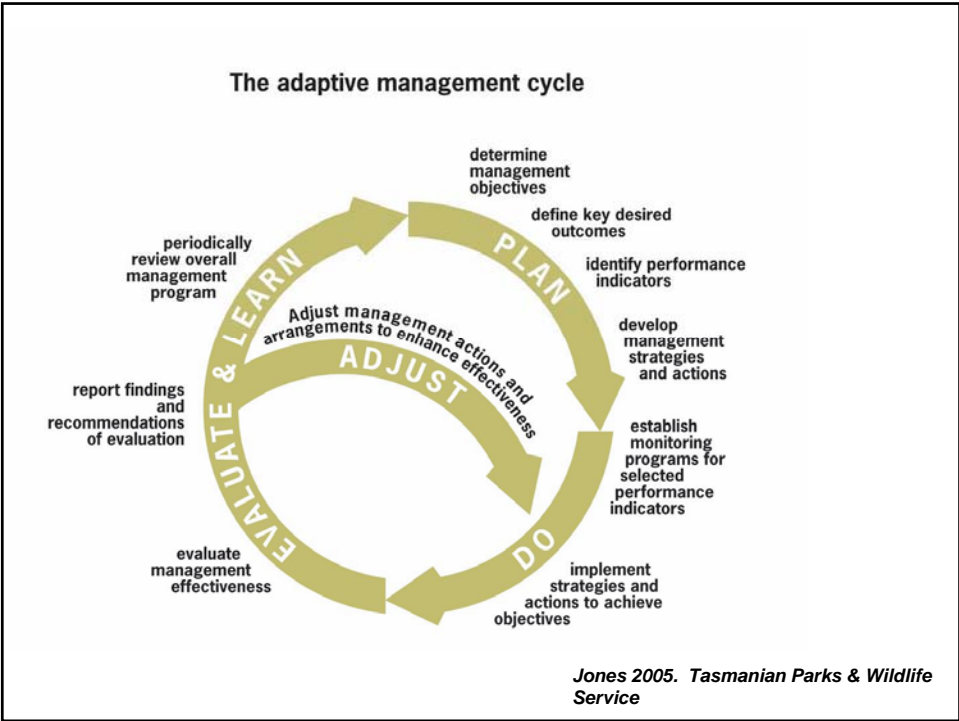 The adaptive management cycle
determine
management
objectives
define key desired
outcomes
identify performance
indicators
develop
management
strategies
and actions
PLAN
establish
monitoring
programs for
selected
performance
indicators
DO
implement
strategies and
actions to achieve
objectives
evaluate
management
effectiveness
EVALUATE & LEARN
report findings
and
recommendations
of evaluation
periodically
review overall
management
program
Adjust management actions and
arrangements to enhance effectiveness
ADJUST
Jones 2005. Tasmanian Parks & Wildlife
Service